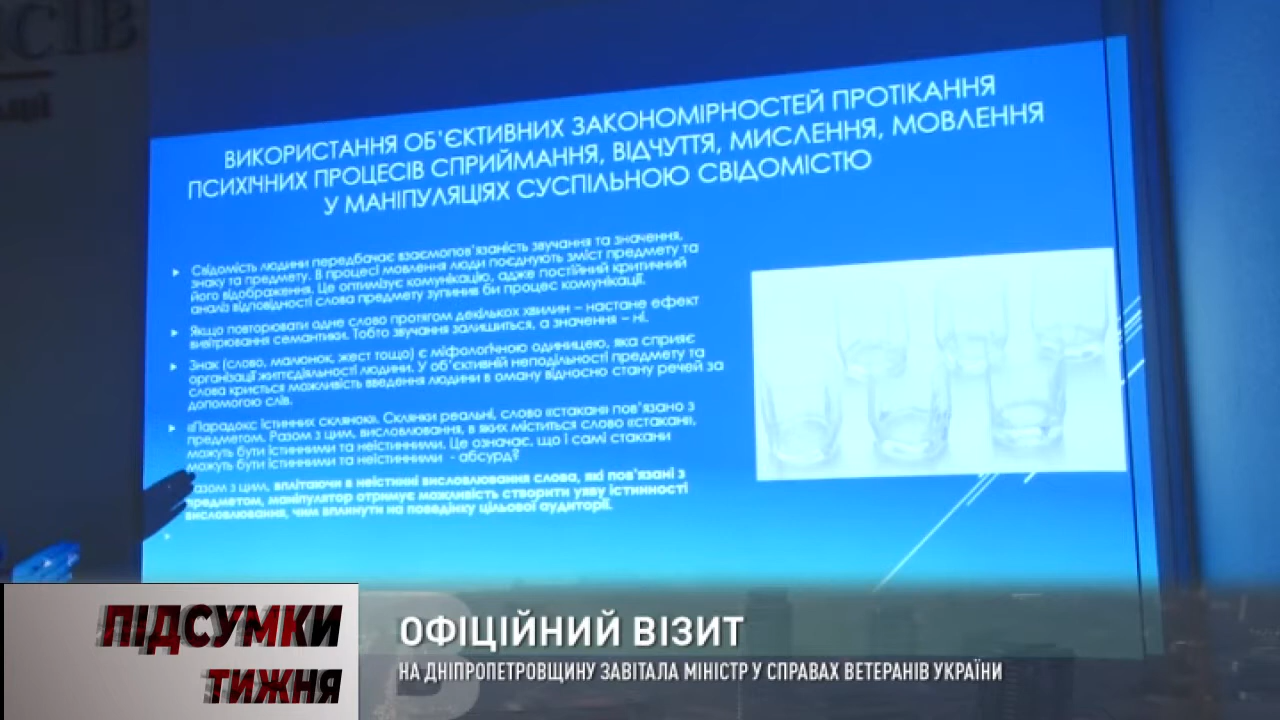 ВИКОРИСТАННЯ ОБ'ЄКТИВНИХ ЗАКОНОМІРНОСТЕЙ ПРОТІКАННЯ
ПСИХІЧНИХ ПРОЦЕСІВ СПРИЙМАННЯ, ВІДЧУТТЯ, МИСЛЕННЯ, МОВЛЕННЯ
У МАНІПУЛЯЦІЯХ СУСПІЛЬНОЮ СВІДОМІСТЮ
Свідомість людини передбачає взаємопов'язаність звучання та значення,
знаку та предмету. В процесі мовлення люди поєднують зміст предмету та
його відображення. Це оптимізує комунікацію, адже постійний критичний
аналіз відповідності слова предмету зупинив би процес комунікації.
Якщо повторювати одне слово протягом декількох хвилин – настане ефект
вивітрювання семантики. Тобто звучання залишиться, а значення – ні.
Знак (слово, малюнок, жест тощо) є міфологічною одиницею, яка сприяє
організації життєдіяльності людини. У об'єктивній неподільності предмету та
слова криється можливість введення людини в оману відносно стану речей за
допомогою слів.
«Парадокс істинних склянок». Склянки реальні, слово «стакан» пов'язано з
предметом. Разом з цим, висловлювання, в яких міститься слово «стакан»,
можуть бути істинними та неістинними. Це означає, що і самі стакани
можуть бути істинними та неістинними - абсурд?
азом з цим, вплітаючи в неістинні висловлювання слова, які пов'язані з
предметом, маніпулятор отримує можливість створити уяву істинності
висловлювання, чим вплинути на поведінку цільової аудиторії.
ПІДСУМКИ
ТИЖНЯ
ОФІЦІЙНИЙ ВІЗИТ
НА ДНІПРОПЕТРОВЩИНУ ЗАВІТАЛА МІНІСТР У СПРАВАХ ВЕТЕРАНІВ УКРАЇНИ